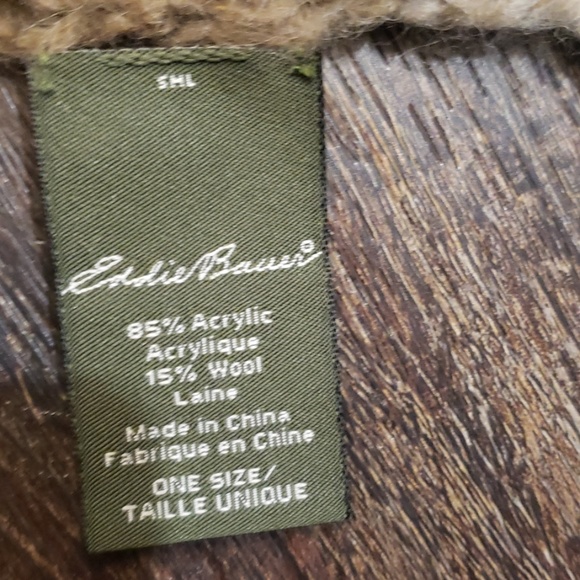 SHL
Eddie Bauer®
85% Acrylic
Acrylique
15% Wool
Laine
Made in China
Fabrique en Chine
ONE SIZE/
TAILLE UNIQUE